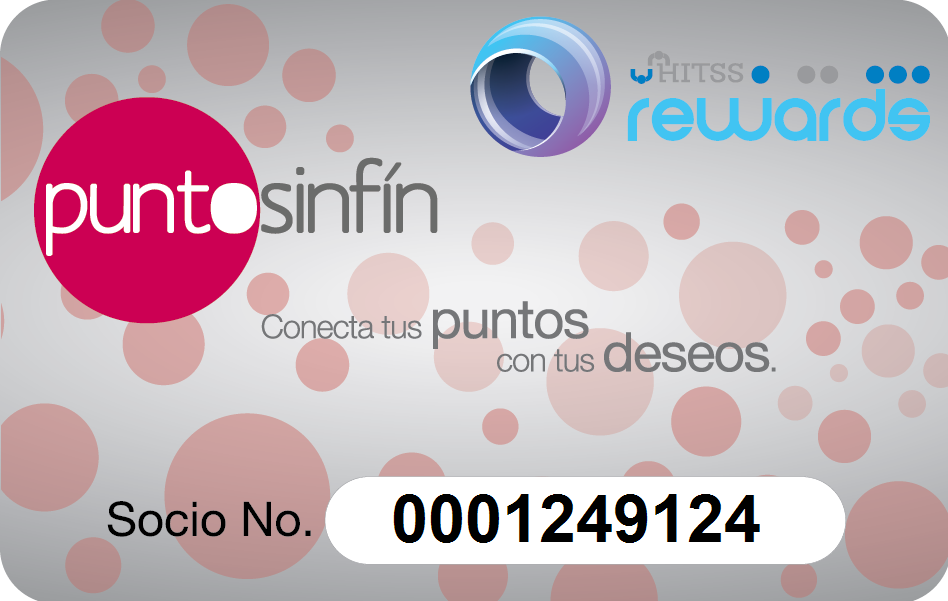 HITSS
rewards
puntosinfín
Conecta tus puntos
con tus deseos.
Socio No. 0001249124